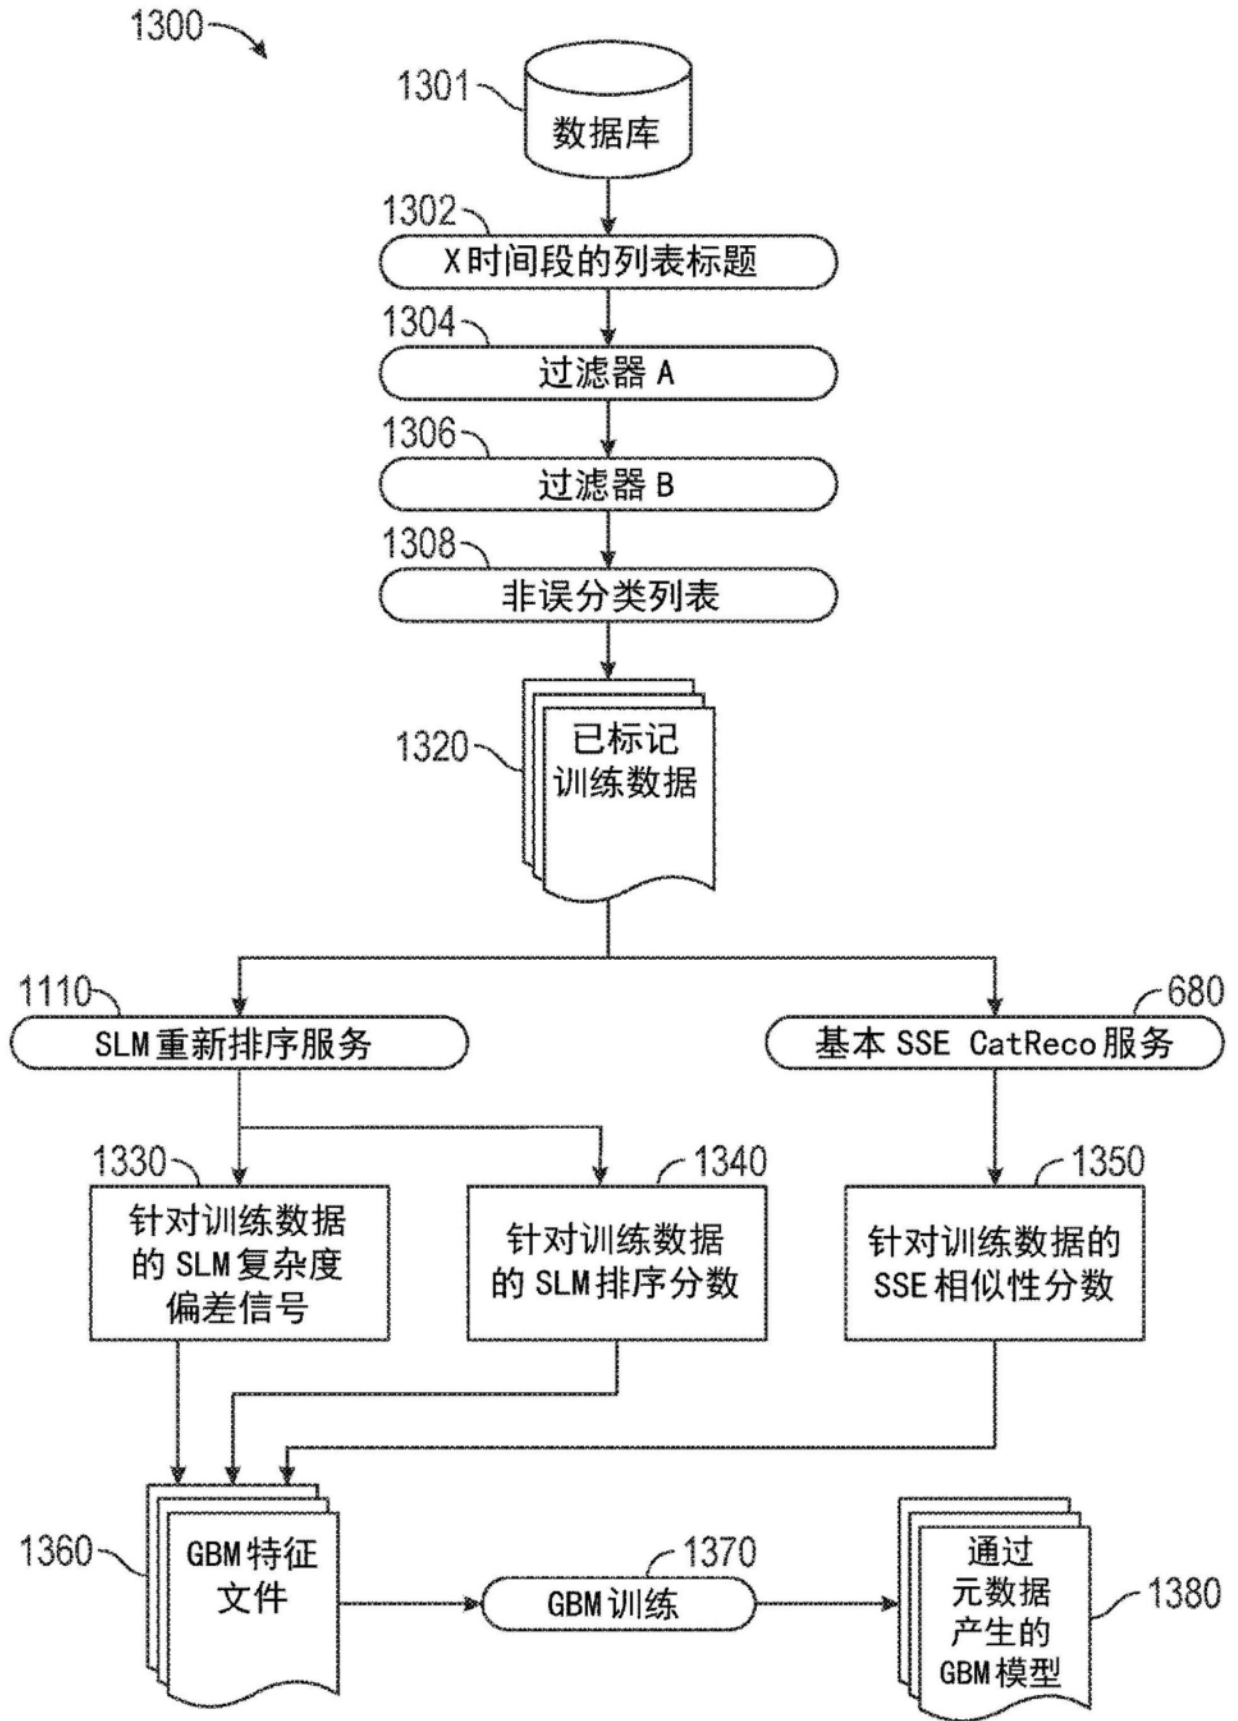 1300
1301
数据库
1302
X时间段的列表标题
1304
过滤器 A
1306
过滤器 B
1308
非误分类列表
1320
已标记
训练数据
1110
SLM重新排序服务
680
基本 SSE CatReco服务
1330
针对训练数据
的 SLM复杂度
偏差信号
1340
针对训练数据
的 SLM排序分数
1350
针对训练数据的
SSE相似性分数
1360
GBM特征
文件
1370
GBM训练
通过
元数据
产生的
GBM模型
1380